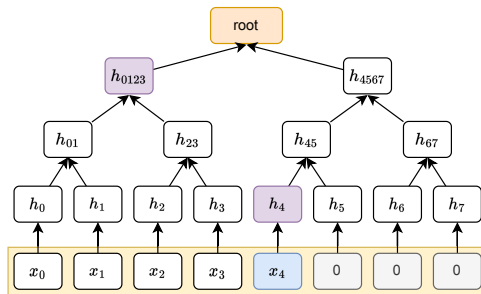 root
h₀₁₂₃ h₄₅₆₇
h₀₁ h₂₃ h₄₅ h₆₇
h₀ h₁ h₂ h₃ h₄ h₅ h₆ h₇
x₀ x₁ x₂ x₃ x₄ 0 0 0